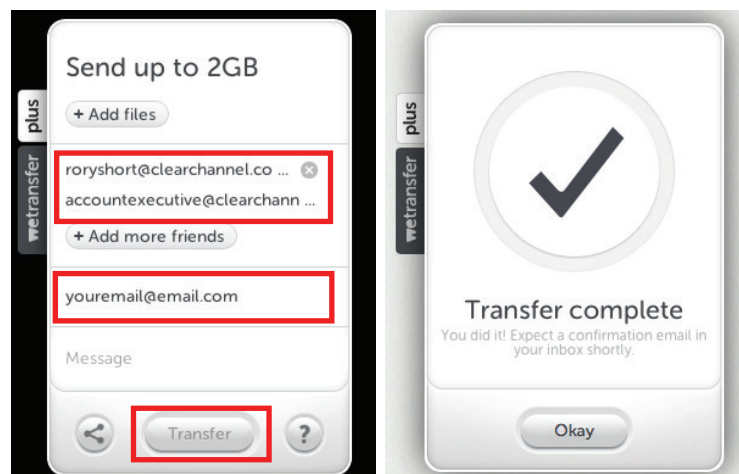 Send up to 2GB
+ Add files
plus
wetransfer
roryshort@clearchannel.co ...
accountexecutive@clearchann ...
+ Add more friends
youremail@email.com
Message
Transfer
?
plus
wetransfer
Transfer complete
You did it! Expect a confirmation email in
your inbox shortly.
Okay